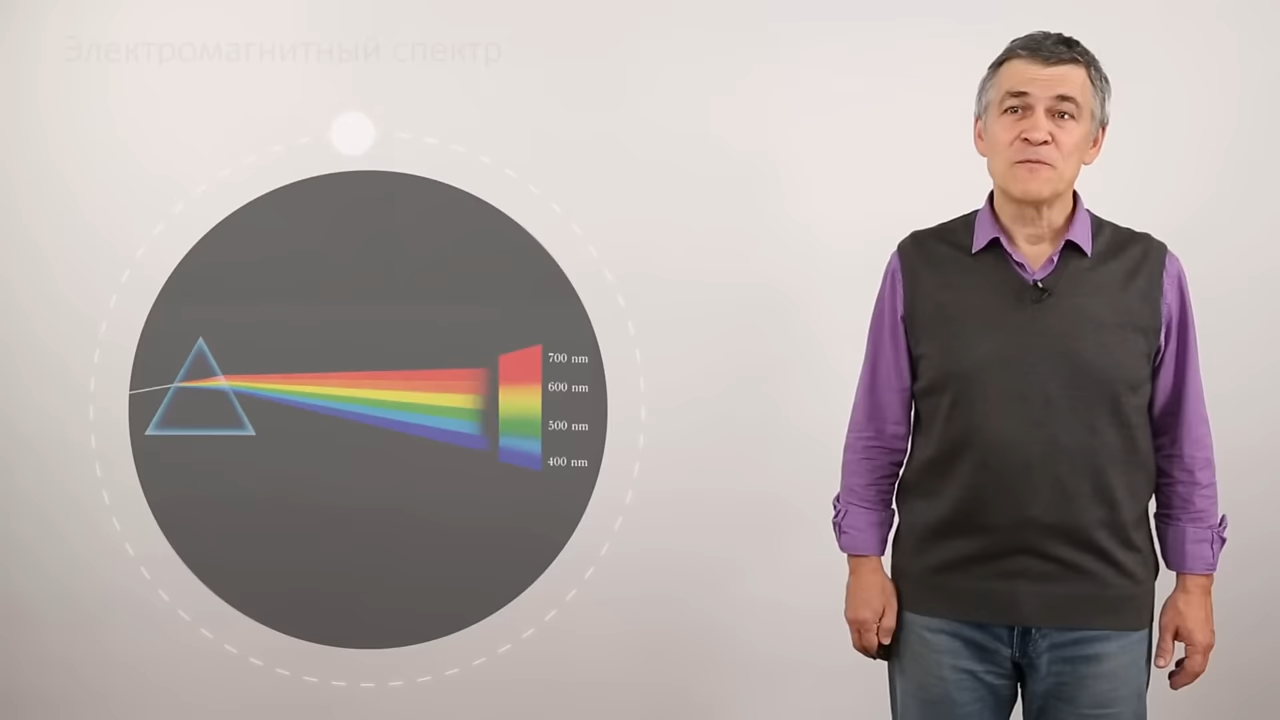 Электромагнитный спектр
700 nm
600 nm
500 nm
400 nm